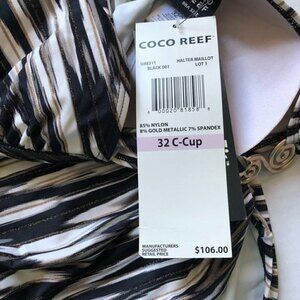 COCO REEF
U48311 HALTER MAILLOT
BLACK 001 LOT 1
85% NYLON
8% GOLD METALLIC 7% SPANDEX
32 C-Cup
MANUFACTURERS
SUGGESTED
RETAIL PRICE
$106.00